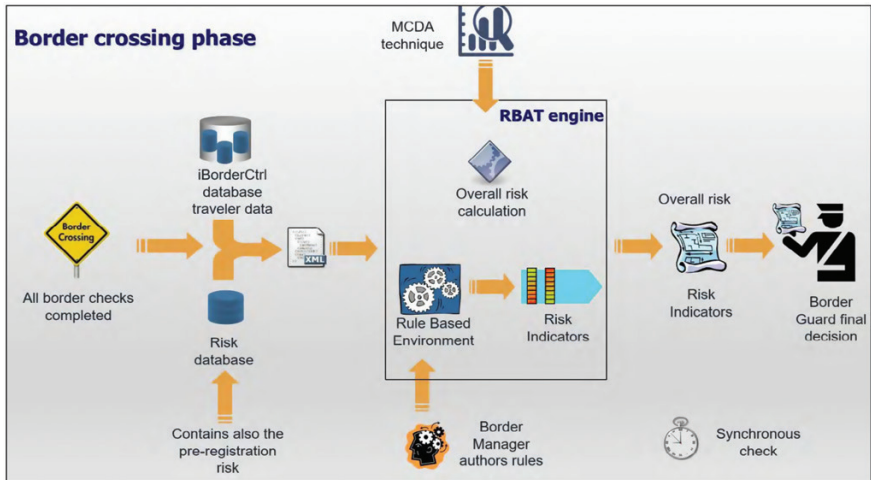 Border crossing phase
MCDA
technique
RBAT engine
iBorderCtrl
database
traveler data
Overall risk
calculation
Overall risk
Border
Crossing
XML
All border checks
completed
Rule Based
Environment
Risk
Indicators
Risk
Indicators
Border
Guard final
decision
Risk
database
Contains also the
pre-registration
risk
Border
Manager
authors rules
Synchronous
check